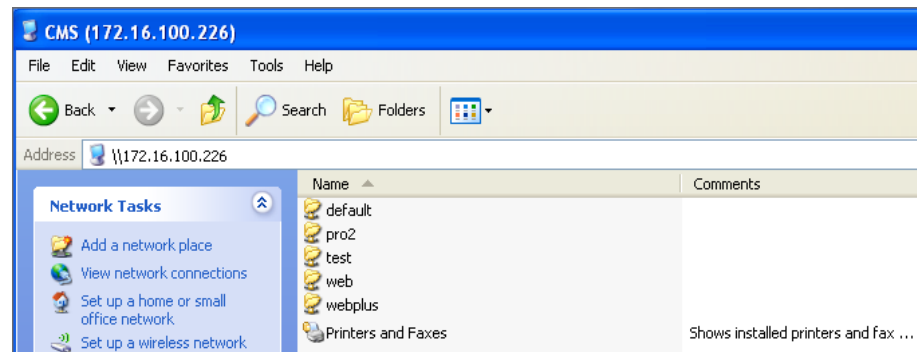 CMS (172.16.100.226)
File Edit View Favorites Tools Help
Back Search Folders
Address \\172.16.100.226
Name Comments
Network Tasks
Add a network place
View network connections
Set up a home or small
office network
Set up a wireless network
default
pro2
test
web
webplus
Printers and Faxes Shows installed printers and fax ...